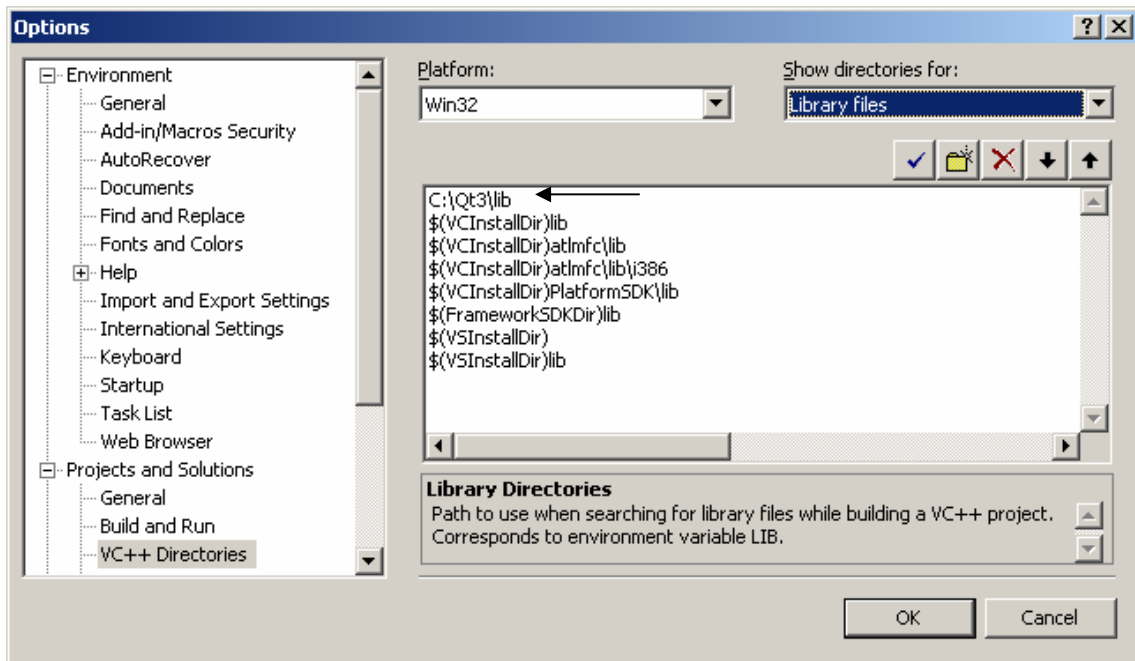 Options
Environment
General
Add-in/Macros Security
AutoRecover
Documents
Find and Replace
Fonts and Colors
Help
Import and Export Settings
International Settings
Keyboard
Startup
Task List
Web Browser
Projects and Solutions
General
Build and Run
VC++ Directories
Platform:
Win32
Show directories for:
Library files
C:\Qt3\lib
$(VCInstallDir)lib
$(VCInstallDir)atlmfc\lib
$(VCInstallDir)atlmfc\lib\i386
$(VCInstallDir)PlatformSDK\lib
$(FrameworkSDKDir)lib
$(VSInstallDir)
$(VSInstallDir)lib
Library Directories
Path to use when searching for library files while building a VC++ project.
Corresponds to environment variable LIB.
OK
Cancel